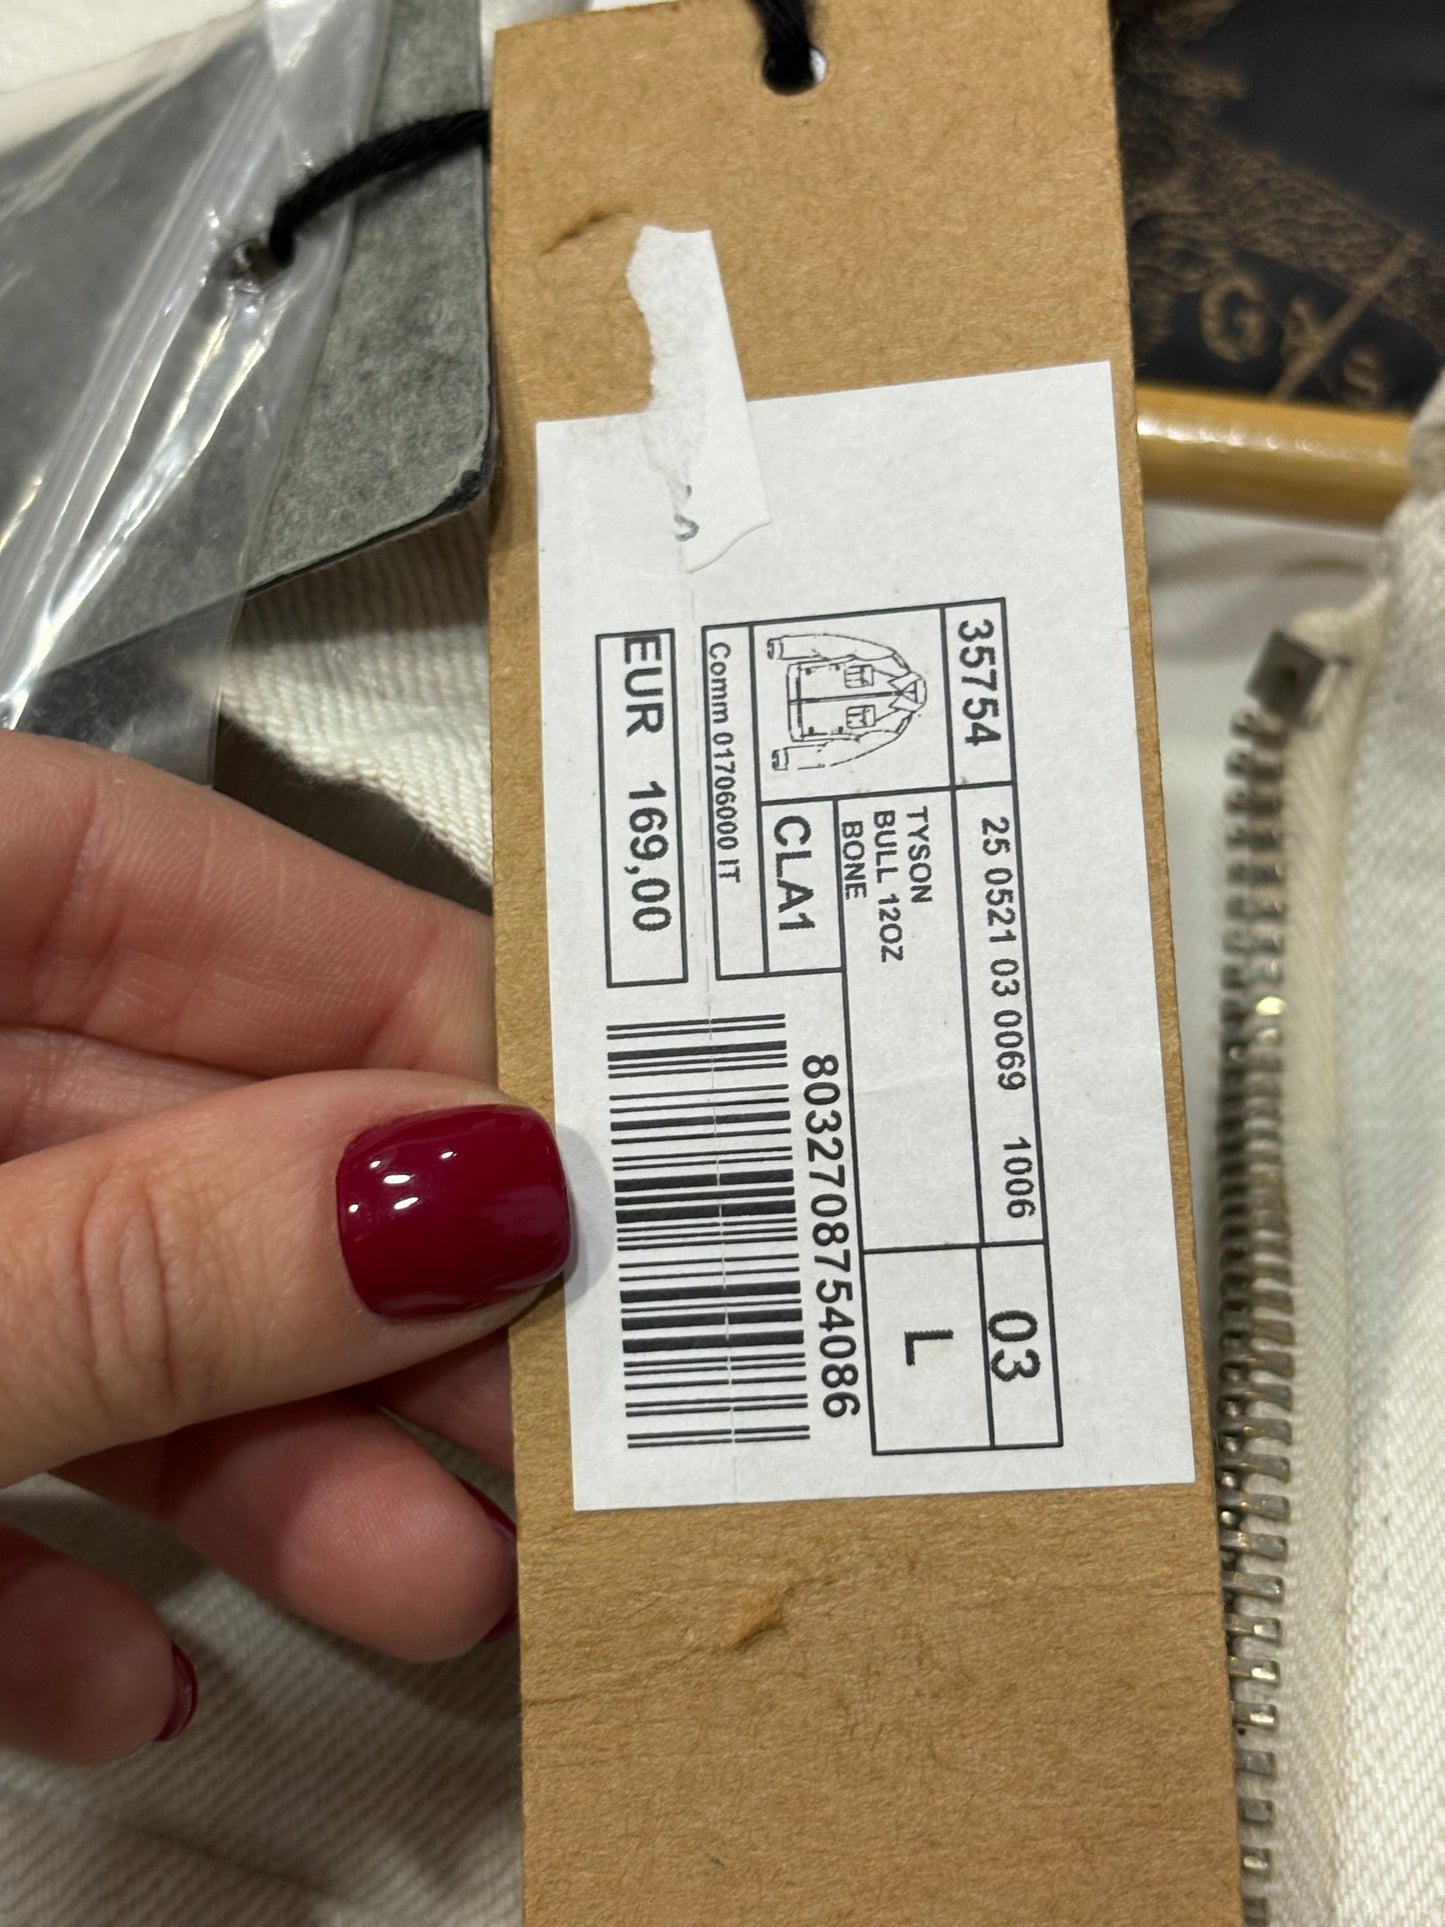 35754
25 0521 03 0069 1006
03
TYSON
BULL 12OZ
BONE
L
CLA1
Comm 01706000 IT
8032708754086
EUR 169,00